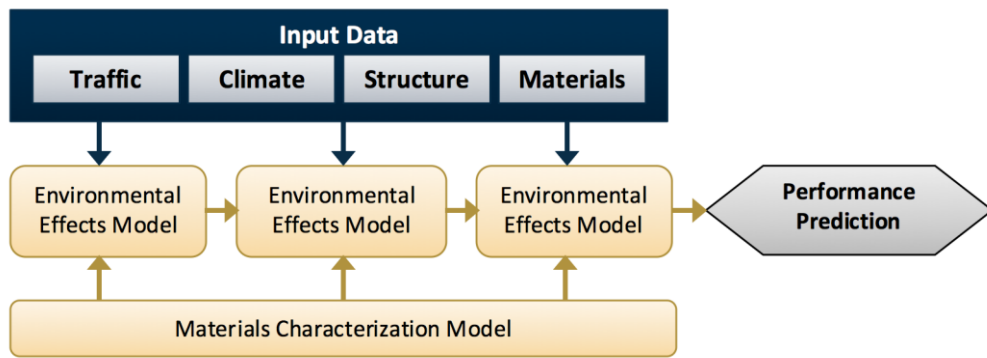 Input Data
Traffic
Climate
Structure
Materials
Environmental
Effects Model
Environmental
Effects Model
Environmental
Effects Model
Performance
Prediction
Materials Characterization Model